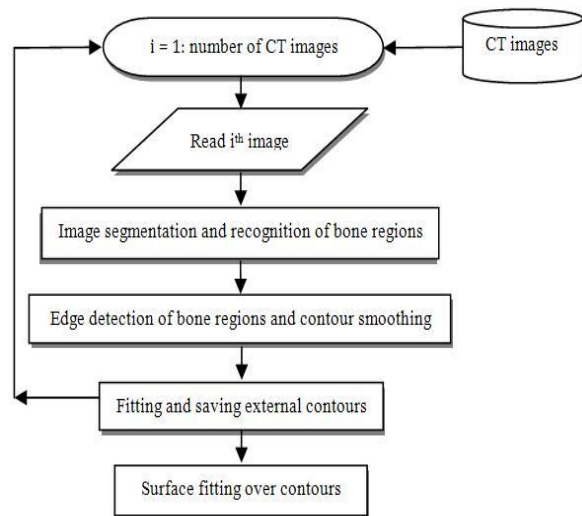 i = 1: number of CT images
CT images
Read iᵗʰ image
Image segmentation and recognition of bone regions
Edge detection of bone regions and contour smoothing
Fitting and saving external contours
Surface fitting over contours